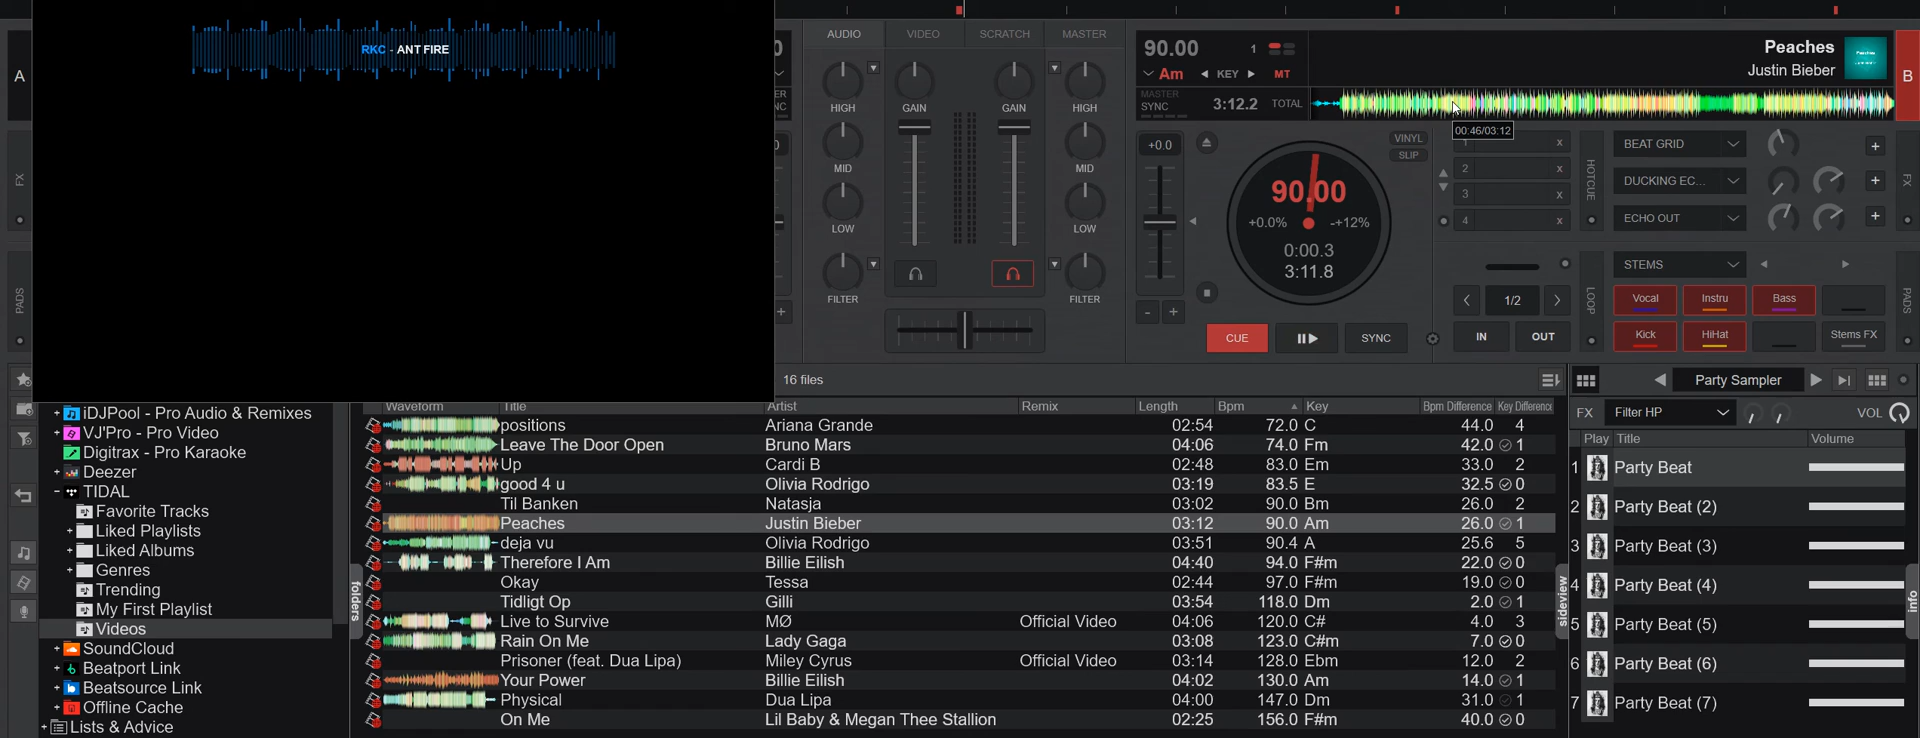 RKC - ANT FIRE
A
FX
PADS
AUDIO VIDEO SCRATCH MASTER
HIGH GAIN GAIN HIGH
MID MID
LOW LOW
FILTER FILTER
90.00 1
Am KEY MT
MASTER
SYNC 3:12.2 TOTAL
Peaches
Justin Bieber
B
00:46/03:12
+0.0
VINYL
SLIP
90.00
+0.0% -+12%
0:00.3
3:11.8
- +
CUE SYNC
1 x
2 x
3 x
4 x
HOTCUE
BEAT GRID +
DUCKING EC... +
ECHO OUT +
FX
1/2
IN OUT
LOOP
STEMS
Vocal Instru Bass
Kick HiHat Stems FX
PADS
16 files
iDJPool - Pro Audio & Remixes
VJ'Pro - Pro Video
Digitrax - Pro Karaoke
Deezer
TIDAL
Favorite Tracks
Liked Playlists
Liked Albums
Genres
Trending
My First Playlist
Videos
SoundCloud
Beatport Link
Beatsource Link
Offline Cache
Lists & Advice
folders
Waveform Title Artist Remix Length Bpm Key Bpm Difference Key Difference
positions Ariana Grande 02:54 72.0 C 44.0 4
Leave The Door Open Bruno Mars 04:06 74.0 Fm 42.0 1
Up Cardi B 02:48 83.0 Em 33.0 2
good 4 u Olivia Rodrigo 03:19 83.5 E 32.5 0
Til Banken Natasja 03:02 90.0 Bm 26.0 2
Peaches Justin Bieber 03:12 90.0 Am 26.0 1
deja vu Olivia Rodrigo 03:51 90.4 A 25.6 5
Therefore I Am Billie Eilish 04:40 94.0 F#m 22.0 0
Okay Tessa 02:44 97.0 F#m 19.0 0
Tidligt Op Gilli 03:54 118.0 Dm 2.0 1
Live to Survive MØ Official Video 04:06 120.0 C# 4.0 3
Rain On Me Lady Gaga 03:08 123.0 C#m 7.0 0
Prisoner (feat. Dua Lipa) Miley Cyrus Official Video 03:14 128.0 Ebm 12.0 2
Your Power Billie Eilish 04:02 130.0 Am 14.0 1
Physical Dua Lipa 04:00 147.0 Dm 31.0 1
On Me Lil Baby & Megan Thee Stallion 02:25 156.0 F#m 40.0 0
sideview
Party Sampler
FX Filter HP VOL
Play Title Volume
1 Party Beat
2 Party Beat (2)
3 Party Beat (3)
4 Party Beat (4)
5 Party Beat (5)
6 Party Beat (6)
7 Party Beat (7)
info